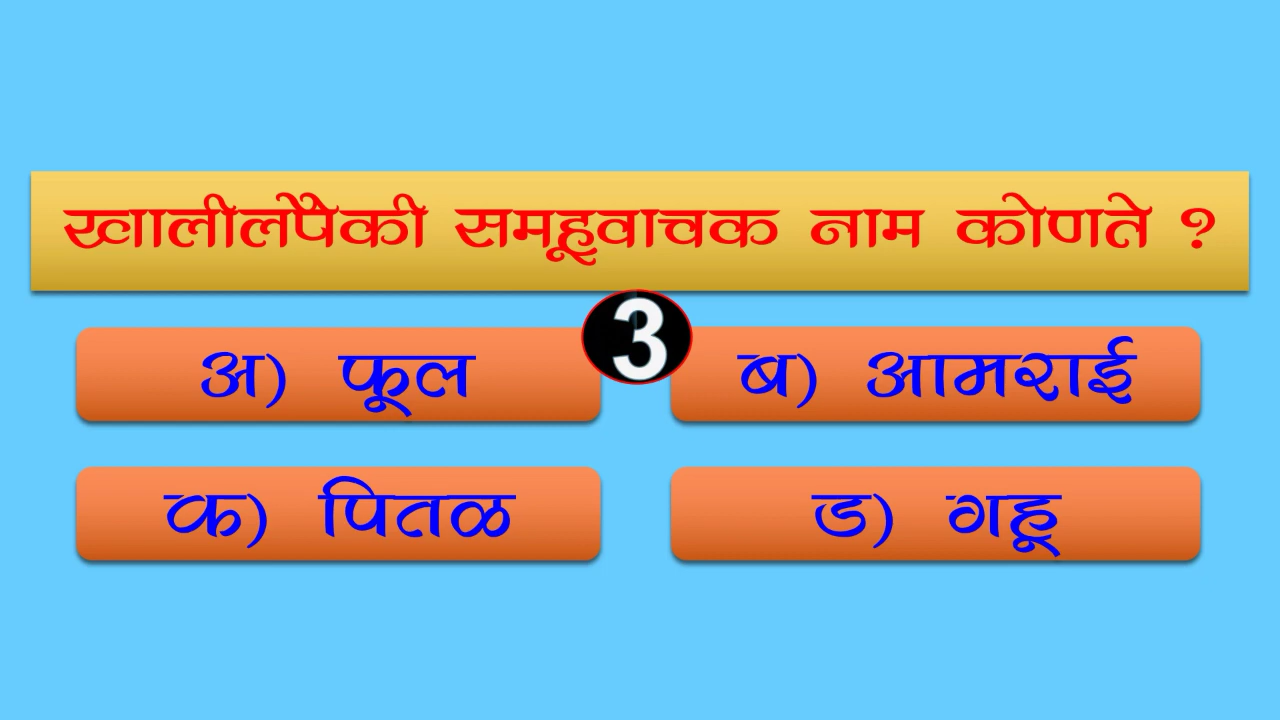 खालीलपैकी समूहवाचक नाम कोणते ?
3
अ) फूल
ब) आमराई
क) पितळ
ड) गहू